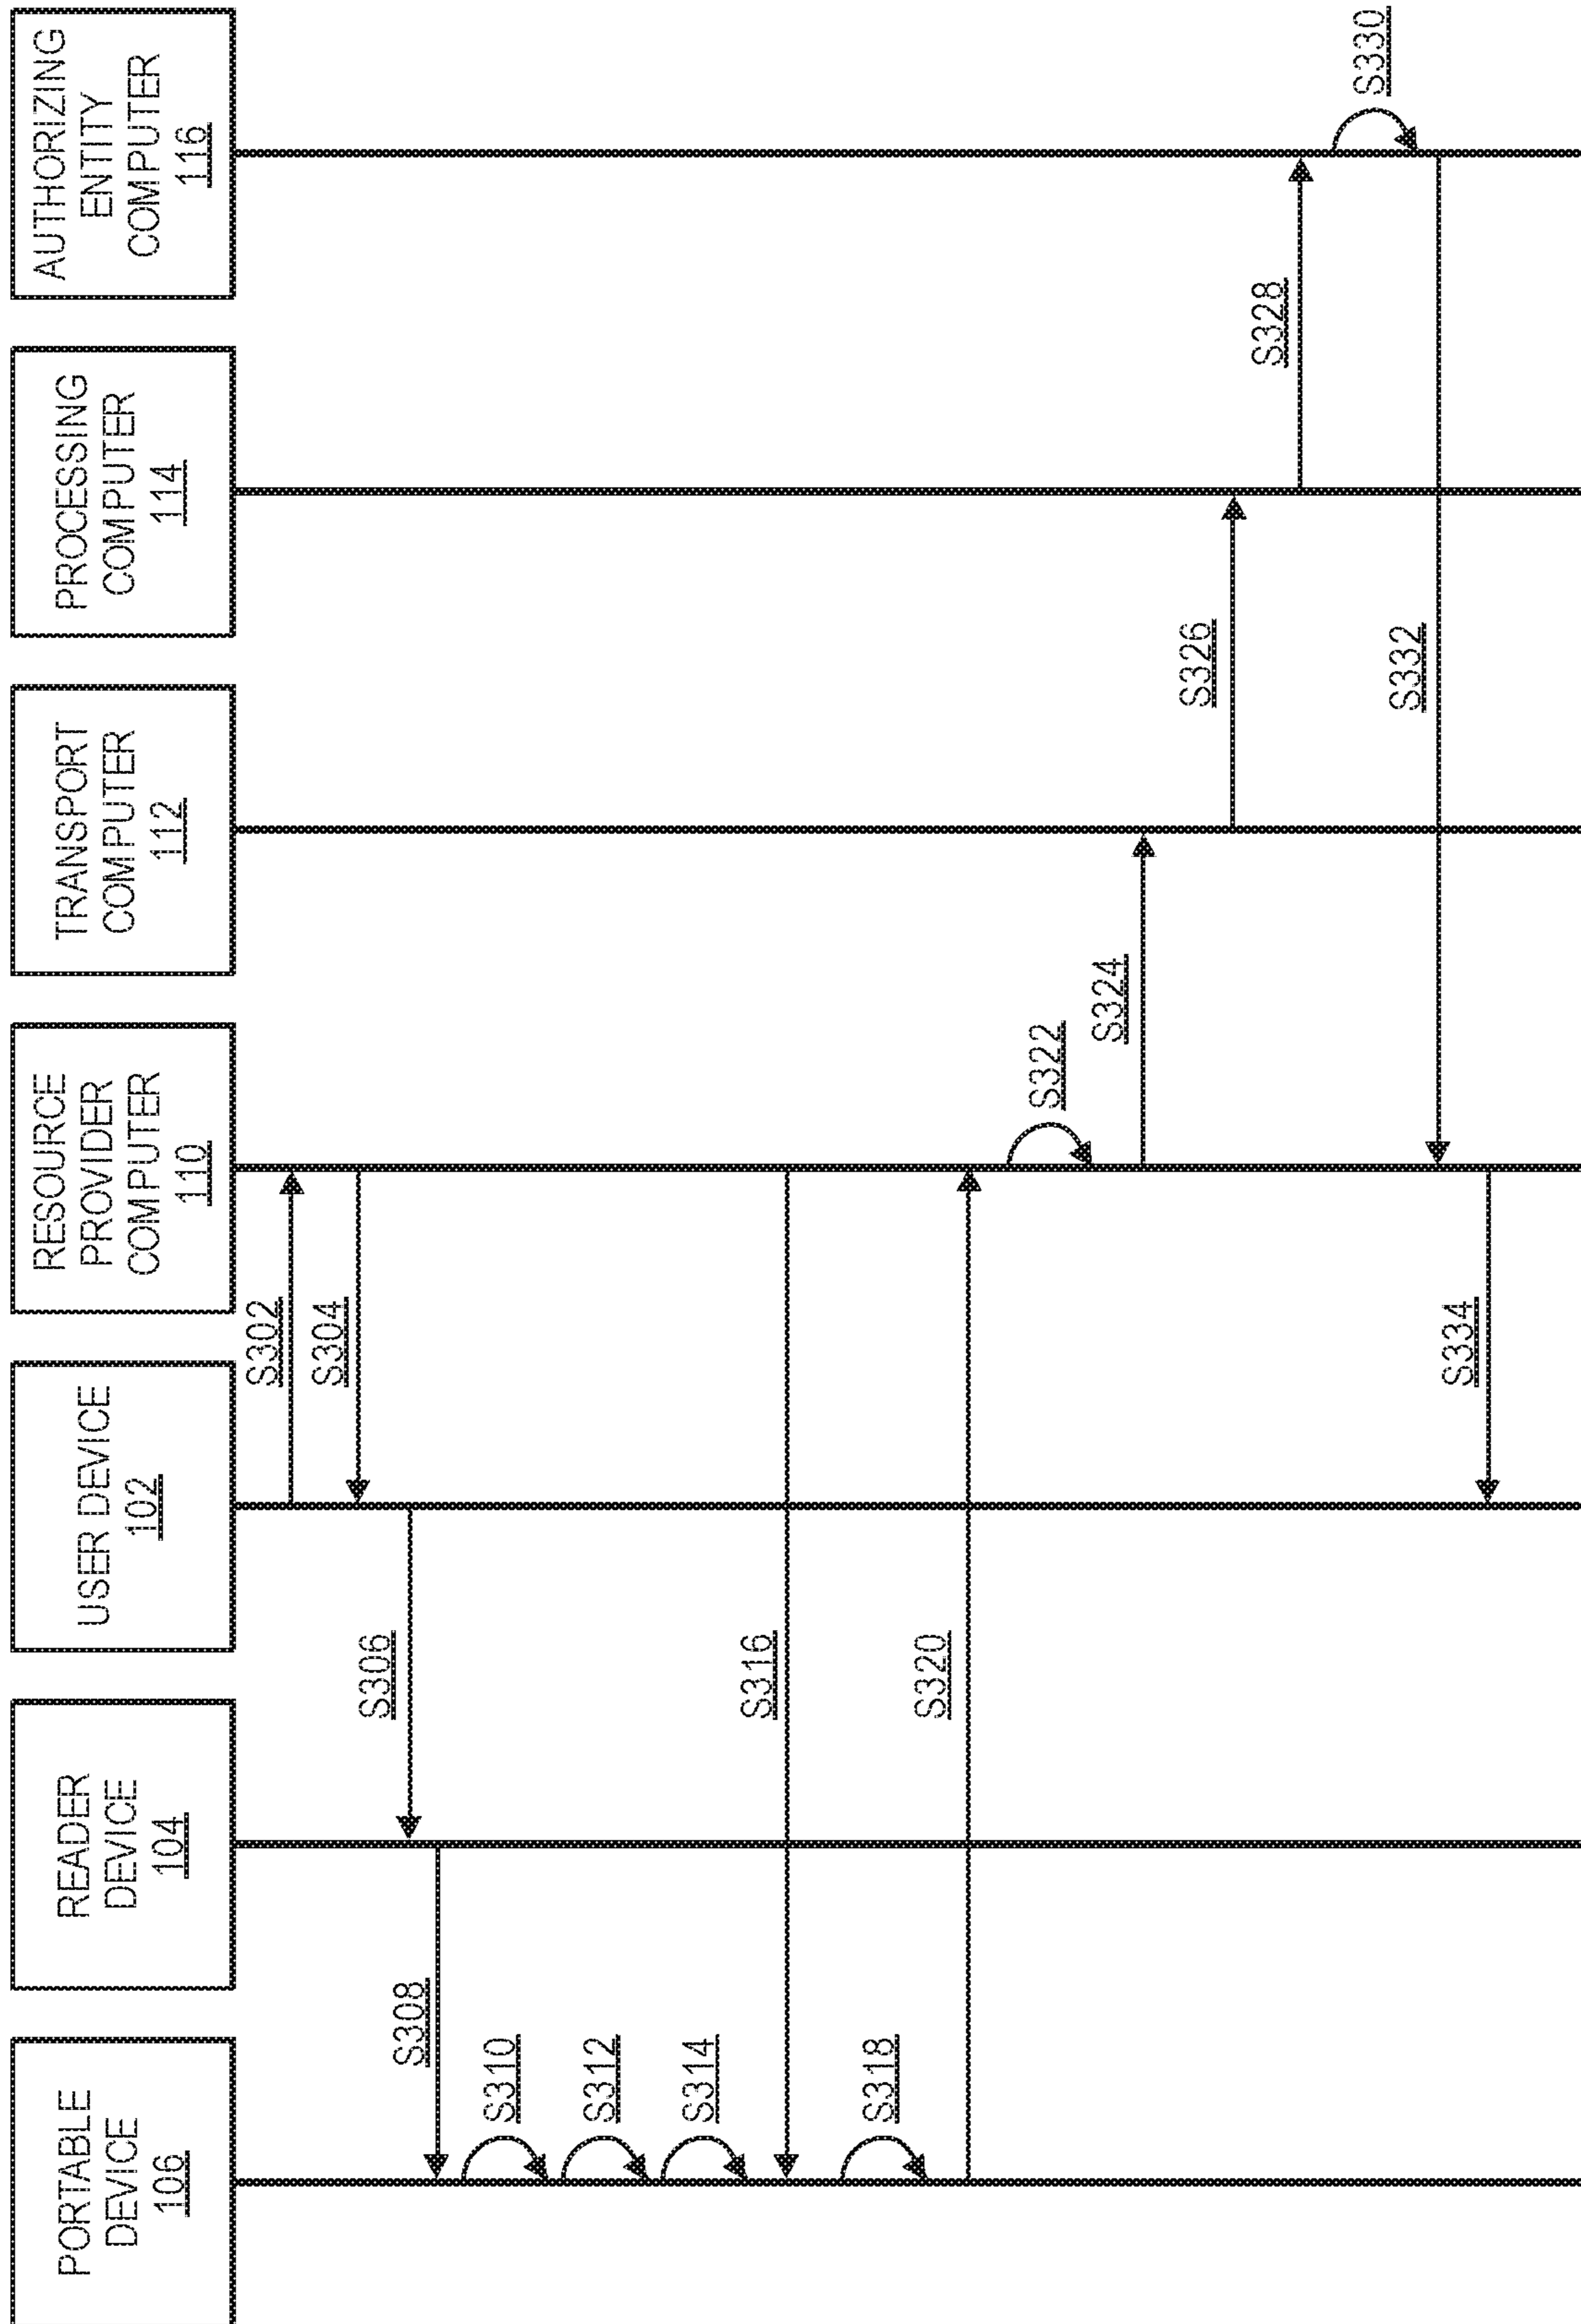 PORTABLE
DEVICE
106
READER
DEVICE
104
USER DEVICE
102
RESOURCE
PROVIDER
COMPUTER
110
TRANSPORT
COMPUTER
112
PROCESSING
COMPUTER
114
AUTHORIZING
ENTITY
COMPUTER
116
S302
S304
S306
S308
S310
S312
S314
S316
S318
S320
S322
S324
S326
S328
S330
S332
S334